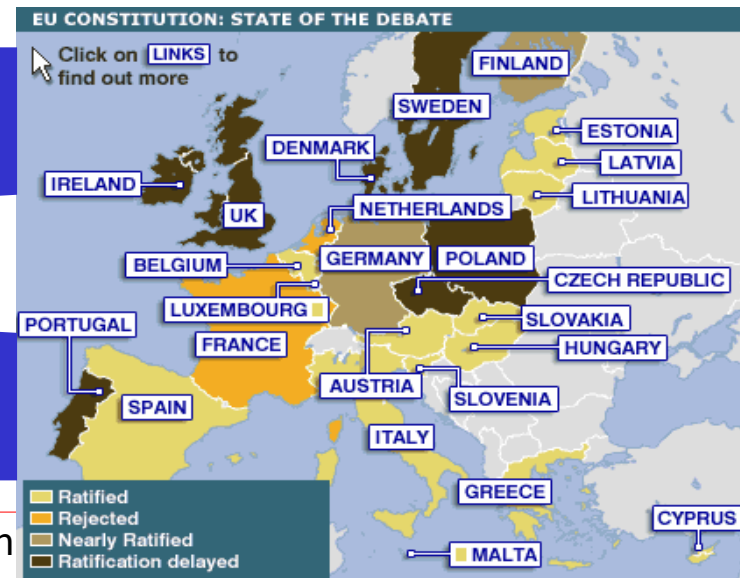 EU CONSTITUTION: STATE OF THE DEBATE
Click on LINKS to
find out more
FINLAND
SWEDEN
ESTONIA
DENMARK
LATVIA
IRELAND
LITHUANIA
NETHERLANDS
UK
BELGIUM
GERMANY
POLAND
CZECH REPUBLIC
LUXEMBOURG
SLOVAKIA
PORTUGAL
FRANCE
HUNGARY
AUSTRIA
SLOVENIA
SPAIN
ITALY
GREECE
CYPRUS
MALTA
Ratified
Rejected
Nearly Ratified
Ratification delayed